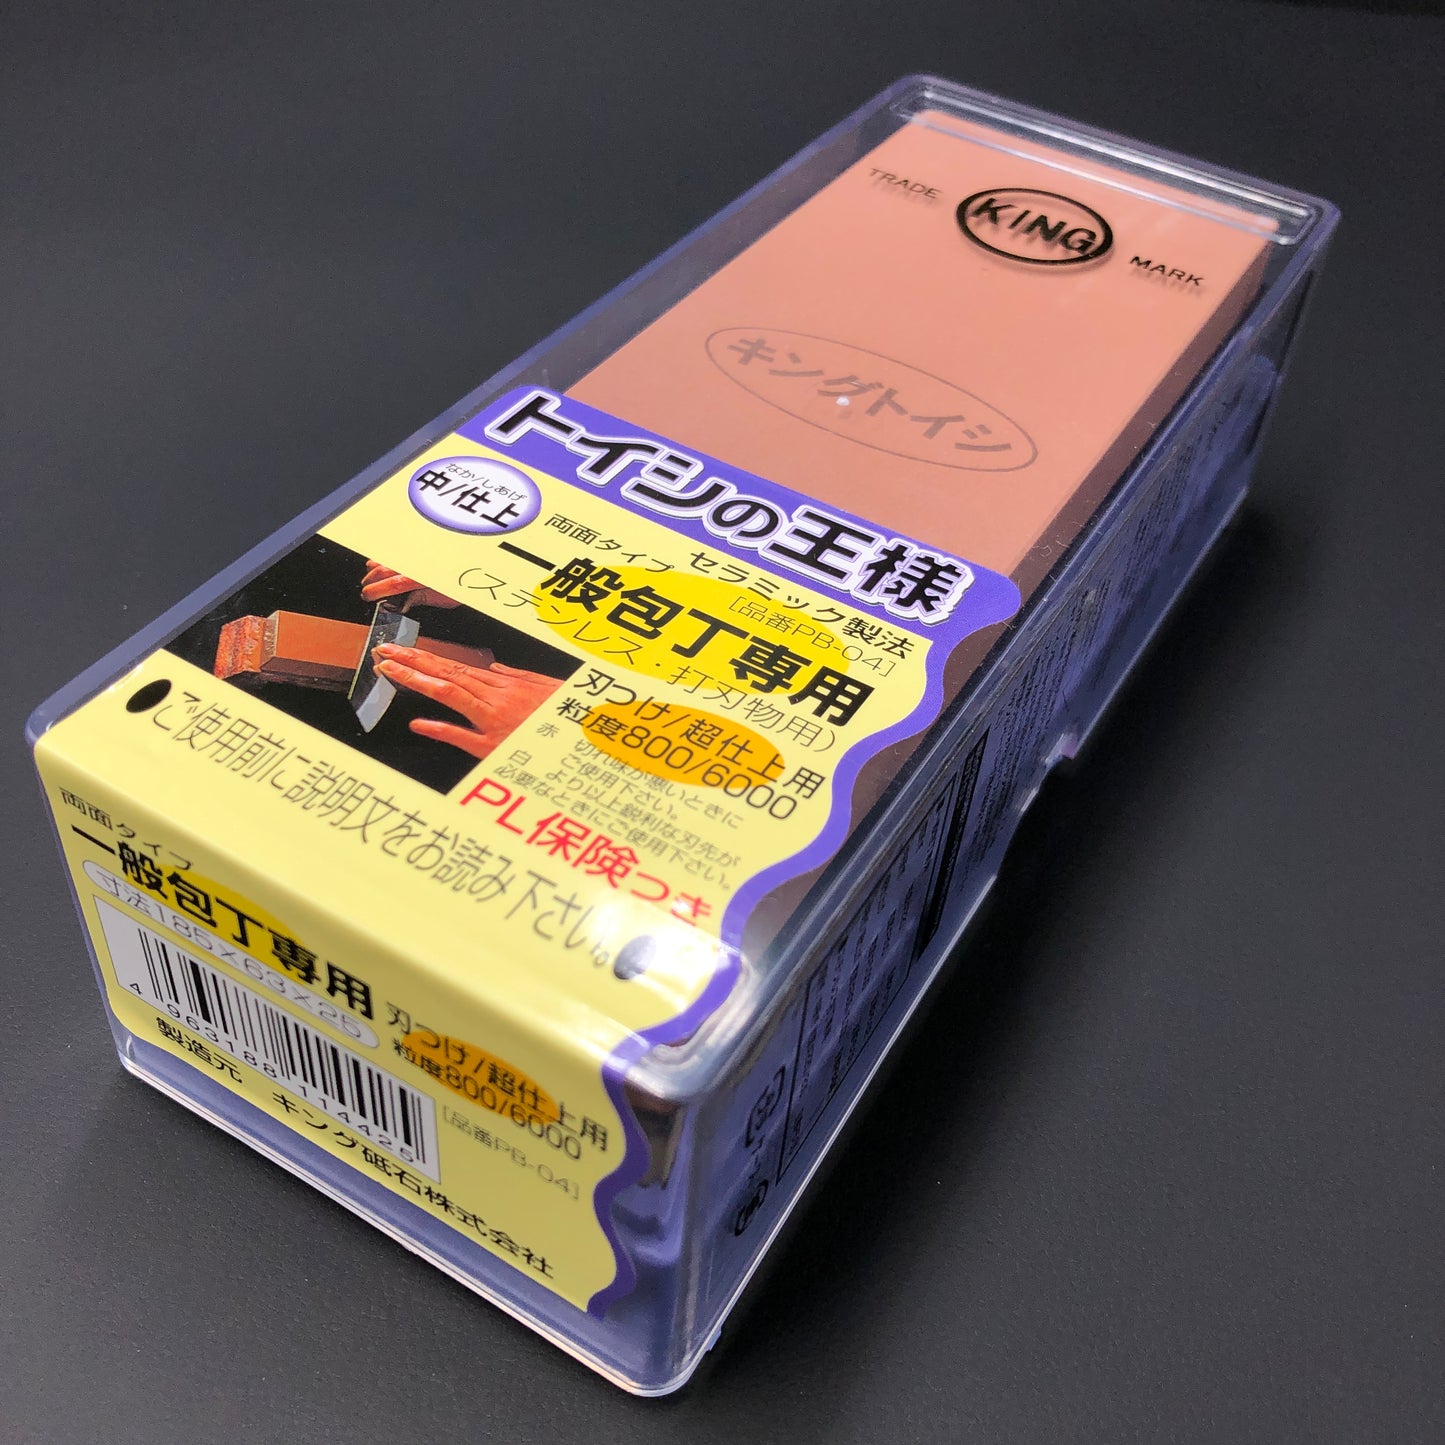 TRADE KING MARK
キングトイシ
トイシの王様
なか/しあげ
中/仕上
両面タイプ セラミック製法
[品番PB-04]
一般包丁専用
(ステンレス・打刃物用)
刃つけ/超仕上用
粒度800/6000
赤 切れ味が悪いときに
ご使用下さい。
白 より以上鋭利な刃先が
必要なときにご使用下さい。
PL保険つき
●ご使用前に説明文をお読み下さい。●
両面タイプ
一般包丁専用
寸法185×63×25
刃つけ/超仕上用
粒度800/6000
[品番PB-04]
4 963188 114425
製造元 キング砥石株式会社